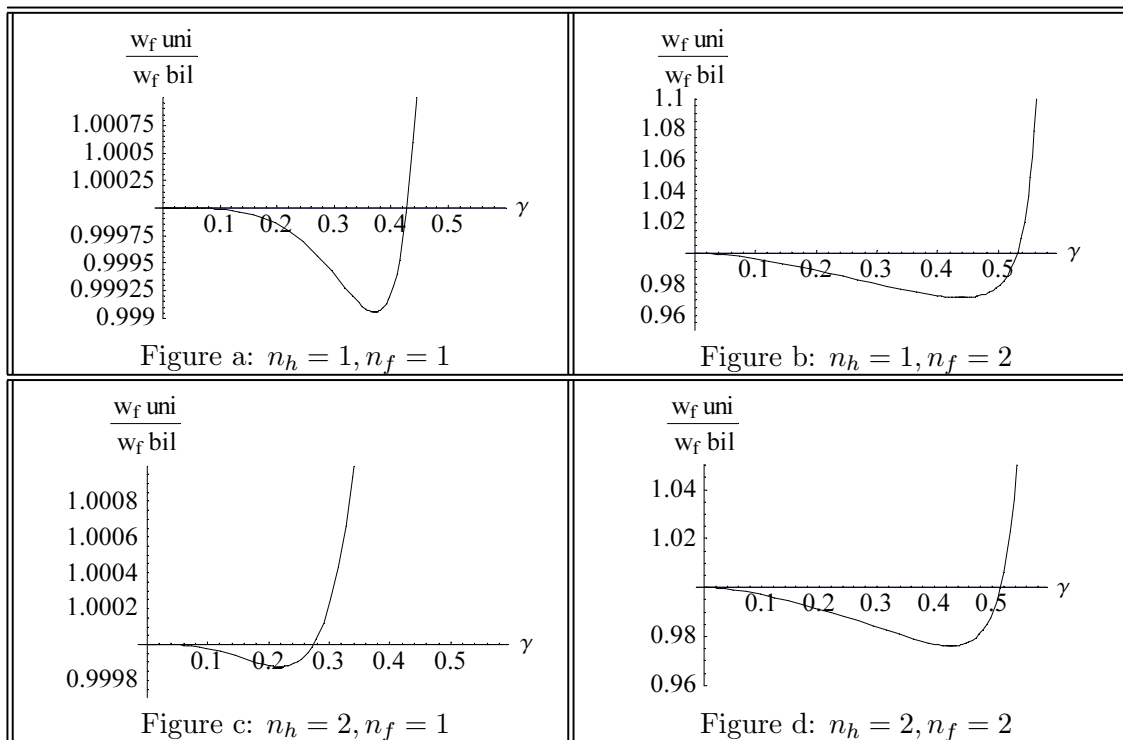 w_f uni
w_f bil
1.00075
1.0005
1.00025
0.99975
0.9995
0.99925
0.999
0.1 0.2 0.3 0.4 0.5 γ
Figure a: n_h = 1, n_f = 1
w_f uni
w_f bil
1.1
1.08
1.06
1.04
1.02
0.98
0.96
0.1 0.2 0.3 0.4 0.5 γ
Figure b: n_h = 1, n_f = 2
w_f uni
w_f bil
1.0008
1.0006
1.0004
1.0002
0.9998
0.1 0.2 0.3 0.4 0.5 γ
Figure c: n_h = 2, n_f = 1
w_f uni
w_f bil
1.04
1.02
0.98
0.96
0.1 0.2 0.3 0.4 0.5 γ
Figure d: n_h = 2, n_f = 2